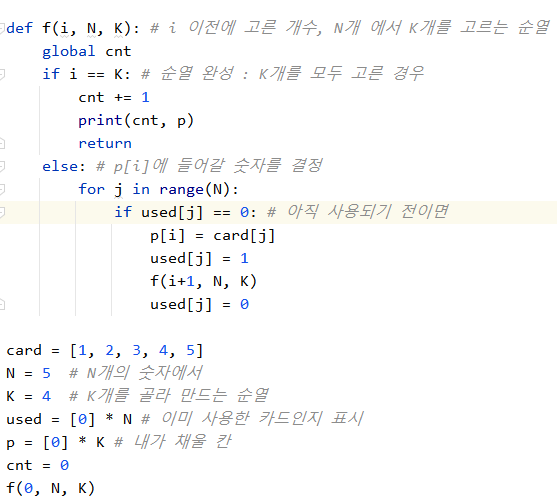 def f(i, N, K): # i 이전에 고른 개수, N개 에서 K개를 고르는 순열
    global cnt
    if i == K: # 순열 완성 : K개를 모두 고른 경우
        cnt += 1
        print(cnt, p)
        return
    else: # p[i]에 들어갈 숫자를 결정
        for j in range(N):
            if used[j] == 0: # 아직 사용되기 전이면
                p[i] = card[j]
                used[j] = 1
                f(i+1, N, K)
                used[j] = 0
card = [1, 2, 3, 4, 5]
N = 5  # N개의 숫자에서
K = 4  # K개를 골라 만드는 순열
used = [0] * N # 이미 사용한 카드인지 표시
p = [0] * K # 내가 채울 칸
cnt = 0
f(0, N, K)